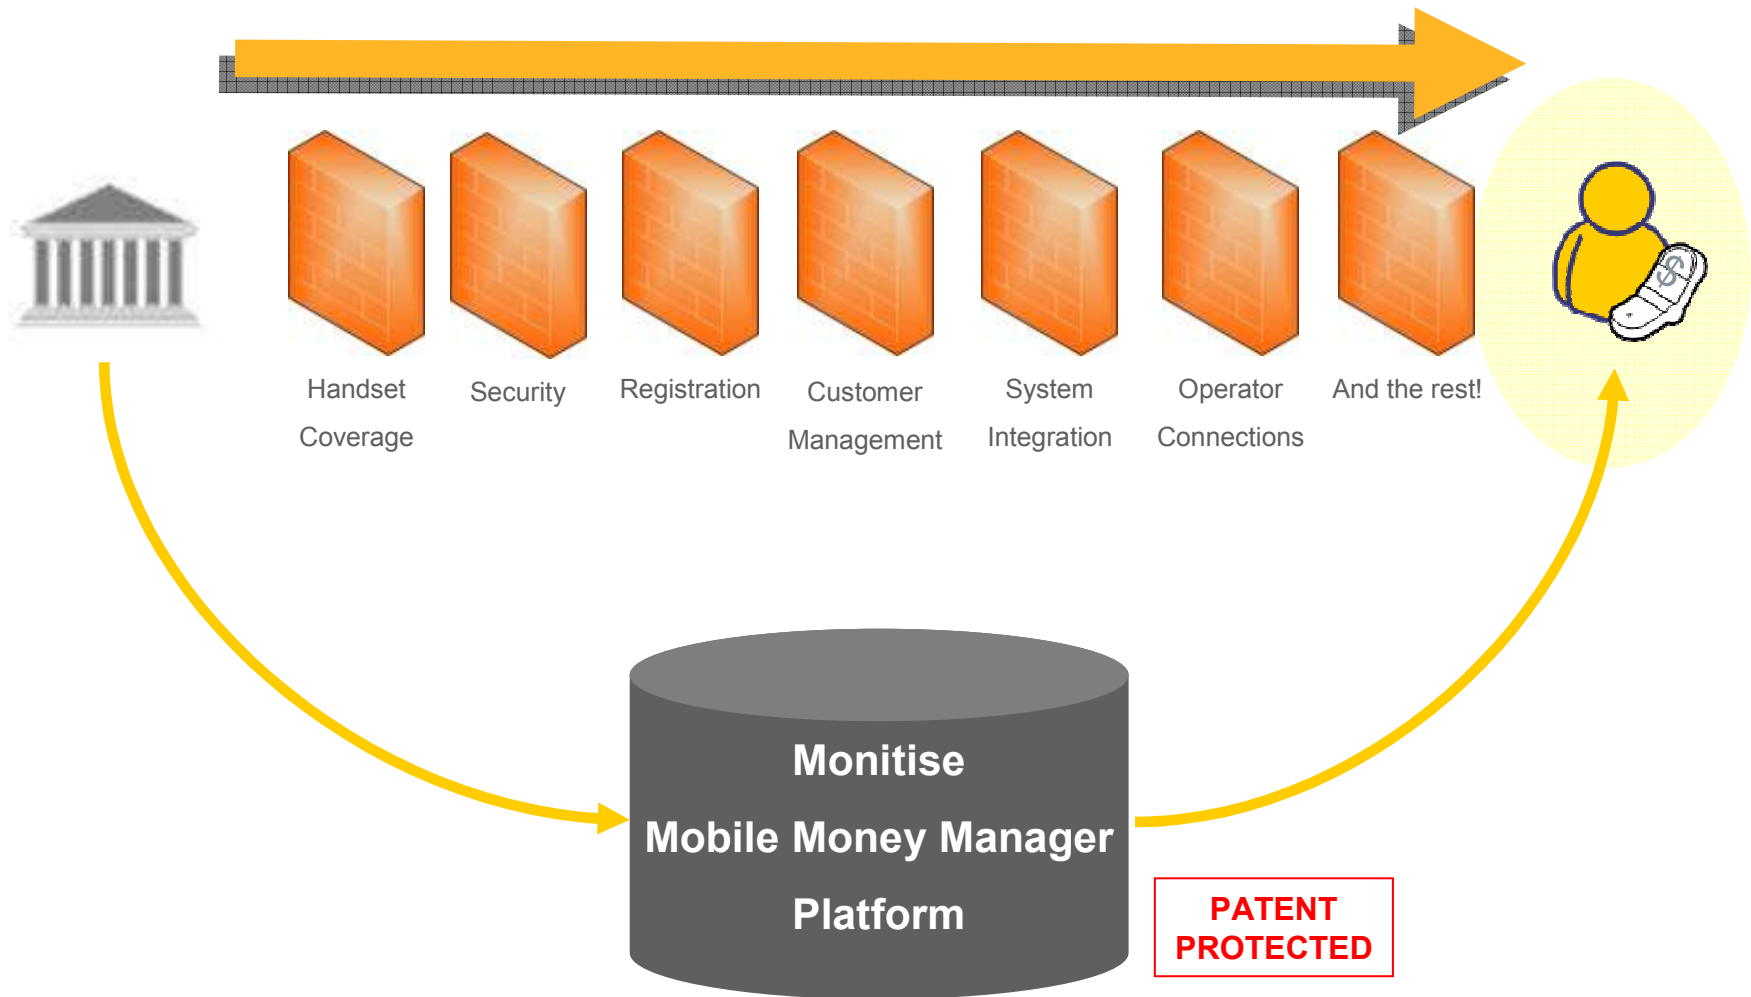 Handset
Coverage
Security
Registration
Customer
Management
System
Integration
Operator
Connections
And the rest!
$
Monitise
Mobile Money Manager
Platform
PATENT
PROTECTED